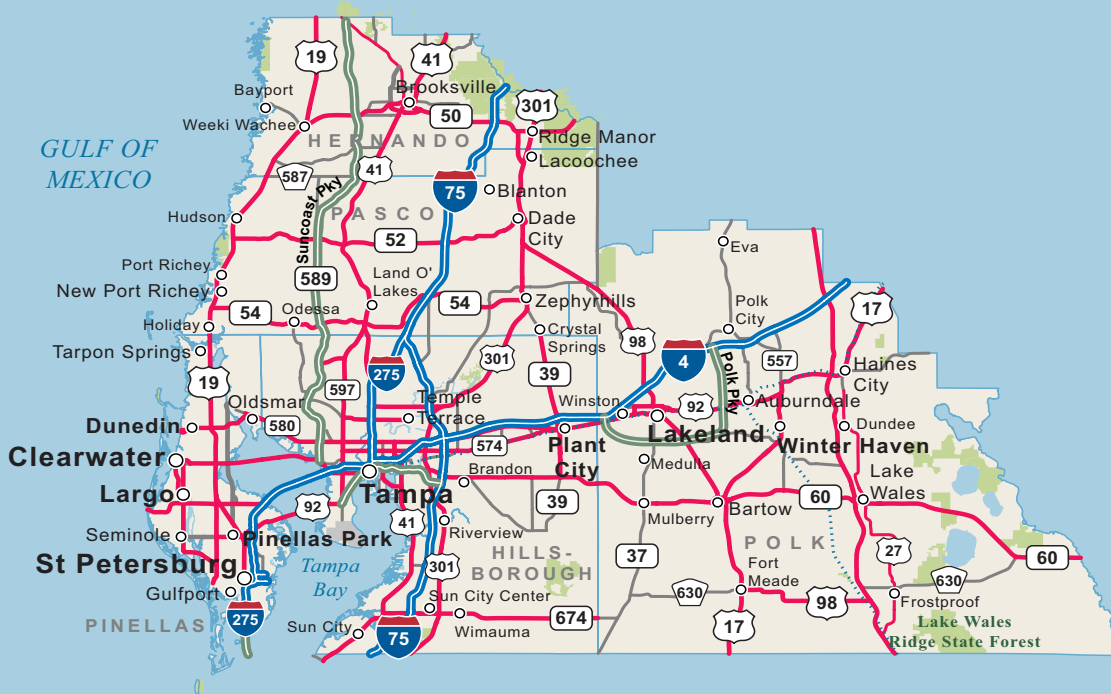 19
41
Brooksville
Bayport
301
50
Weeki Wachee
HERNANDO
Ridge Manor
GULF OF
MEXICO
Lacoochee
41
587
75
Blanton
Suncoast Pky
PASCO
Hudson
Dade
City
52
Eva
Port Richey
589
Land O'
Lakes
New Port Richey
54
Zephyrhills
Polk
City
17
54
Odessa
Holiday
Crystal
Springs
98
Tarpon Springs
301
4
557
Haines
City
275
39
Polk Pky
19
597
Temple
Terrace
Winston
92
Auburndale
Oldsmar
Dunedin
580
Plant
City
Lakeland
Dundee
574
Winter Haven
Clearwater
Brandon
Medulla
Lake
Wales
Largo
Tampa
60
92
39
Mulberry
Bartow
41
Seminole
Pinellas Park
Riverview
HILLS-
BOROUGH
37
POLK
27
60
St Petersburg
Tampa
Bay
301
Fort
Meade
630
630
Gulfport
Sun City Center
98
Frostproof
275
PINELLAS
Sun City
75
Wimauma
674
17
Lake Wales
Ridge State Forest